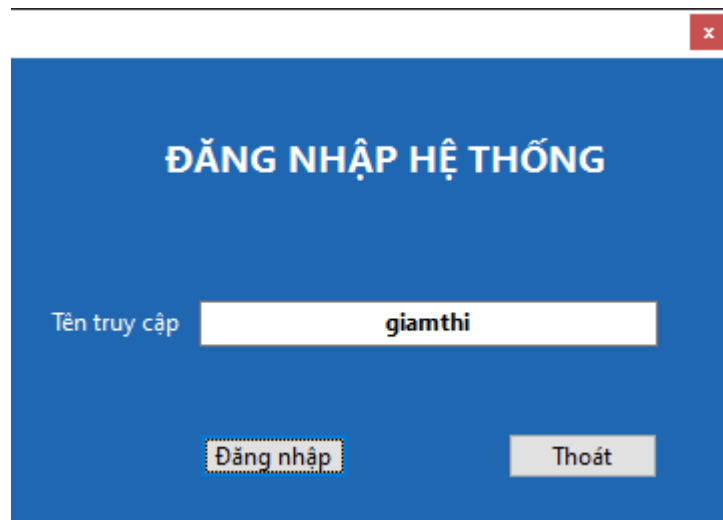 x
ĐĂNG NHẬP HỆ THỐNG
Tên truy cập giamthi
Đăng nhập Thoát